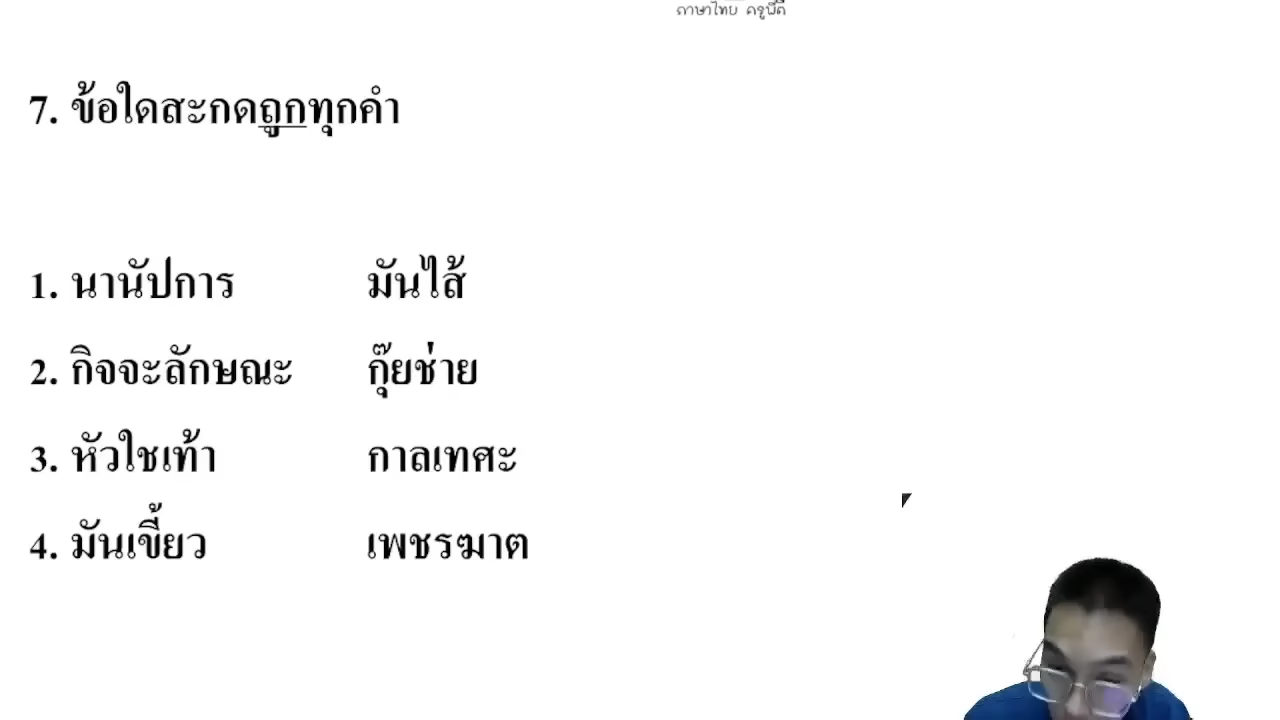 ภาษาไทย ครูพีตี
7. ข้อใดสะกดถูกทุกคำ
1. นานัปการ มันไส้
2. กิจจะลักษณะ กุ๊ยช่าย
3. หัวใชเท้า กาลเทศะ
4. มันเขี้ยว เพชรฆาต